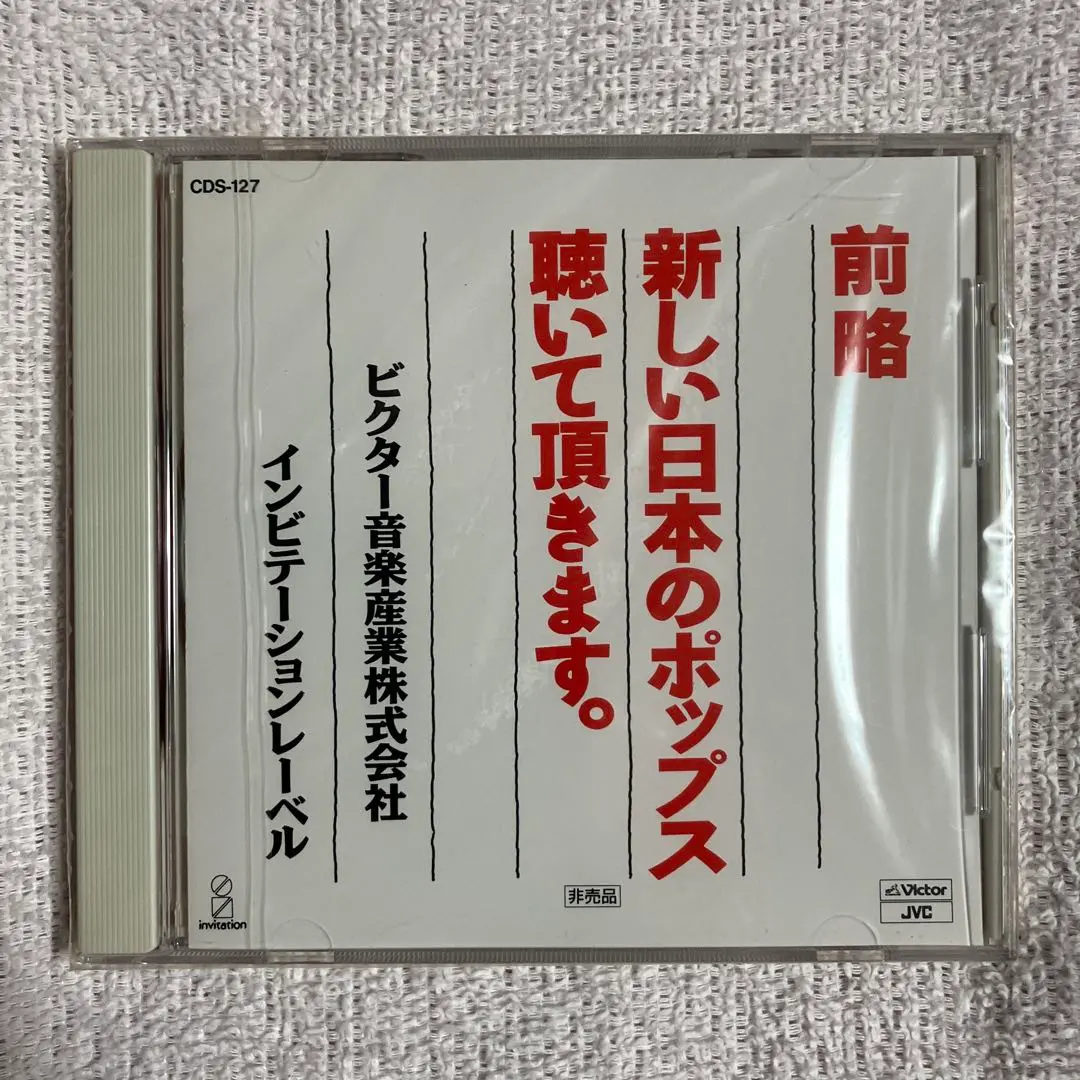 CDS-127
前略
新しい日本のポップス
聴いて頂きます。
ビクター音楽産業株式会社
インビテーションレーベル
invitation
非売品
Victor
JVC